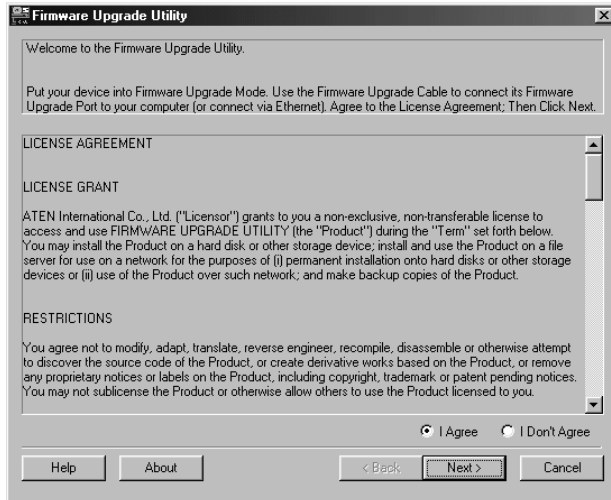 Firmware Upgrade Utility
Welcome to the Firmware Upgrade Utility.
Put your device into Firmware Upgrade Mode. Use the Firmware Upgrade Cable to connect its Firmware
Upgrade Port to your computer (or connect via Ethernet). Agree to the License Agreement; Then Click Next.
LICENSE AGREEMENT
LICENSE GRANT
ATEN International Co., Ltd. ("Licensor") grants to you a non-exclusive, non-transferable license to
access and use FIRMWARE UPGRADE UTILITY (the "Product") during the "Term" set forth below.
You may install the Product on a hard disk or other storage device; install and use the Product on a file
server for use on a network for the purposes of (i) permanent installation onto hard disks or other storage
devices or (ii) use of the Product over such network; and make backup copies of the Product.
RESTRICTIONS
You agree not to modify, adapt, translate, reverse engineer, recompile, disassemble or otherwise attempt
to discover the source code of the Product, or create derivative works based on the Product, or remove
any proprietary notices or labels on the Product, including copyright, trademark or patent pending notices.
You may not sublicense the Product or otherwise allow others to use the Product licensed to you.
I Agree I Don't Agree
Help About < Back Next > Cancel